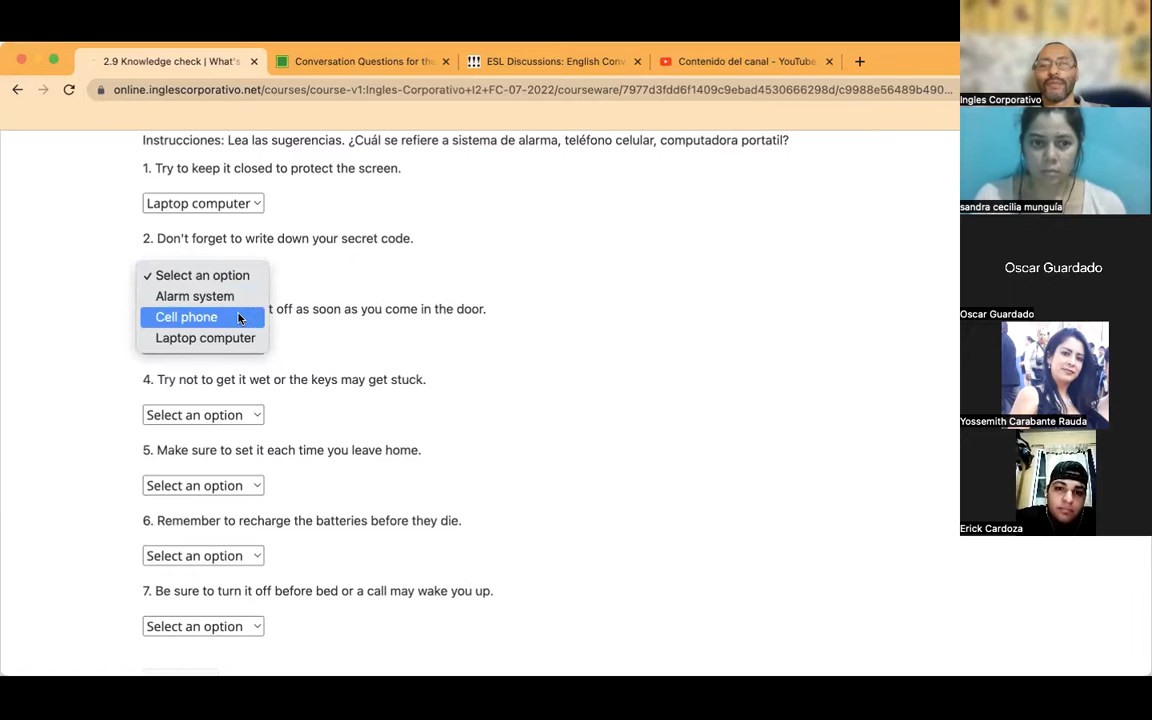 2.9 Knowledge check | What's
Conversation Questions for the
ESL Discussions: English Conv
Contenido del canal - YouTube
online.inglescorporativo.net/courses/course-v1:Ingles-Corporativo+I2+FC-07-2022/courseware/7977d3fdd6f1409c9ebad4530666298d/c9988e56489b490...
Instrucciones: Lea las sugerencias. ¿Cuál se refiere a sistema de alarma, teléfono celular, computadora portatil?
1. Try to keep it closed to protect the screen.
Laptop computer
2. Don't forget to write down your secret code.
Select an option
Alarm system
Cell phone
Laptop computer
t off as soon as you come in the door.
4. Try not to get it wet or the keys may get stuck.
Select an option
5. Make sure to set it each time you leave home.
Select an option
6. Remember to recharge the batteries before they die.
Select an option
7. Be sure to turn it off before bed or a call may wake you up.
Select an option
Ingles Corporativo
sandra cecilia munguía
Oscar Guardado
Oscar Guardado
Yossemith Carabante Rauda
Erick Cardoza